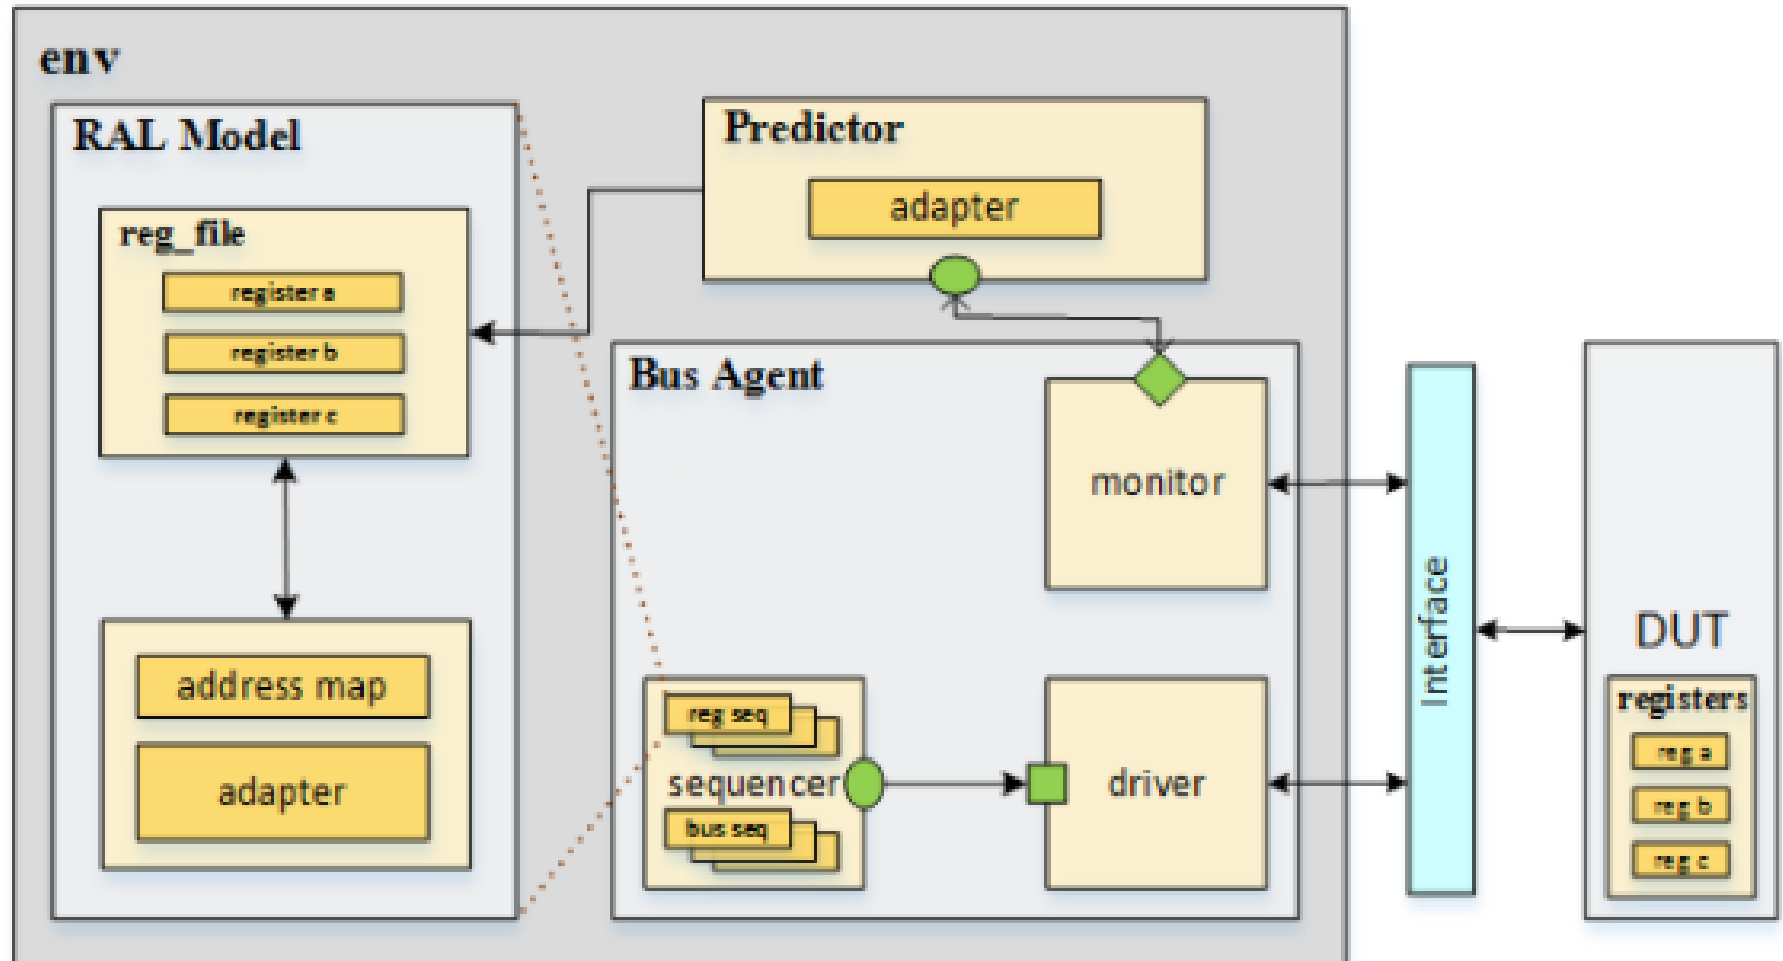 env
RAL Model
reg_file
register a
register b
register c
address map
adapter
Predictor
adapter
Bus Agent
monitor
reg seq
sequencer
bus seq
driver
Interface
DUT
registers
reg a
reg b
reg c